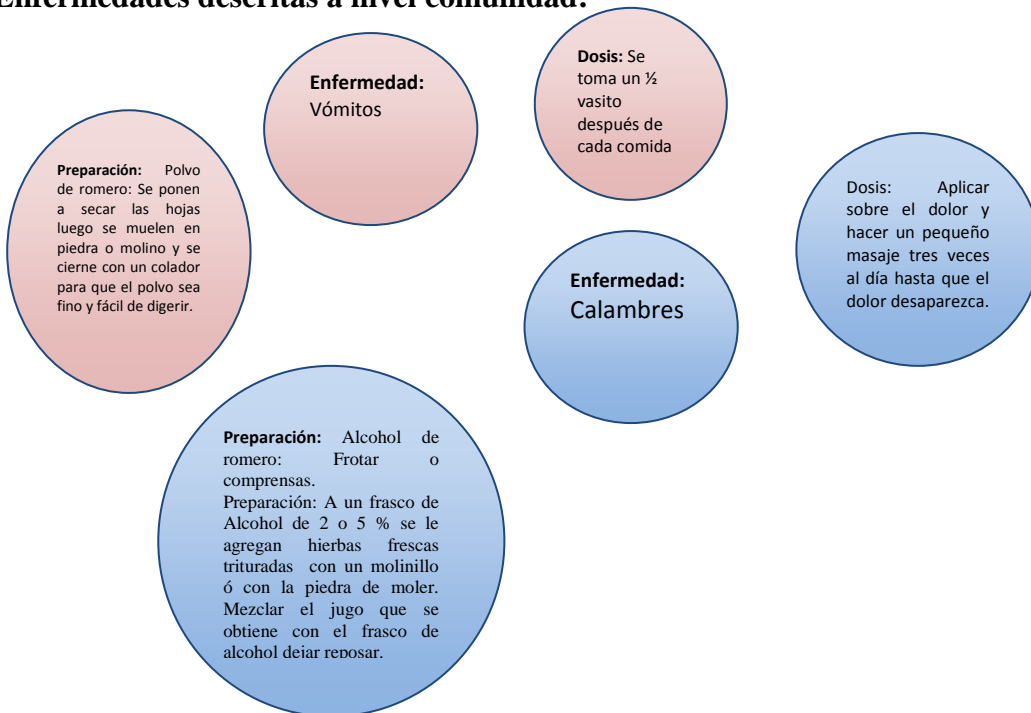 Enfermedades descritas a nivel comunidad:
Enfermedad:
Vómitos
Dosis: Se
toma un ½
vasito
después de
cada comida
Preparación: Polvo
de romero: Se ponen
a secar las hojas
luego se muelen en
piedra o molino y se
cierne con un colador
para que el polvo sea
fino y fácil de digerir.
Dosis: Aplicar
sobre el dolor y
hacer un pequeño
masaje tres veces
al día hasta que el
dolor desaparezca.
Enfermedad:
Calambres
Preparación: Alcohol de
romero: Frotar o
comprensas.
Preparación: A un frasco de
Alcohol de 2 o 5 % se le
agregan hierbas frescas
trituradas con un molinillo
ó con la piedra de moler.
Mezclar el jugo que se
obtiene con el frasco de
alcohol dejar reposar.